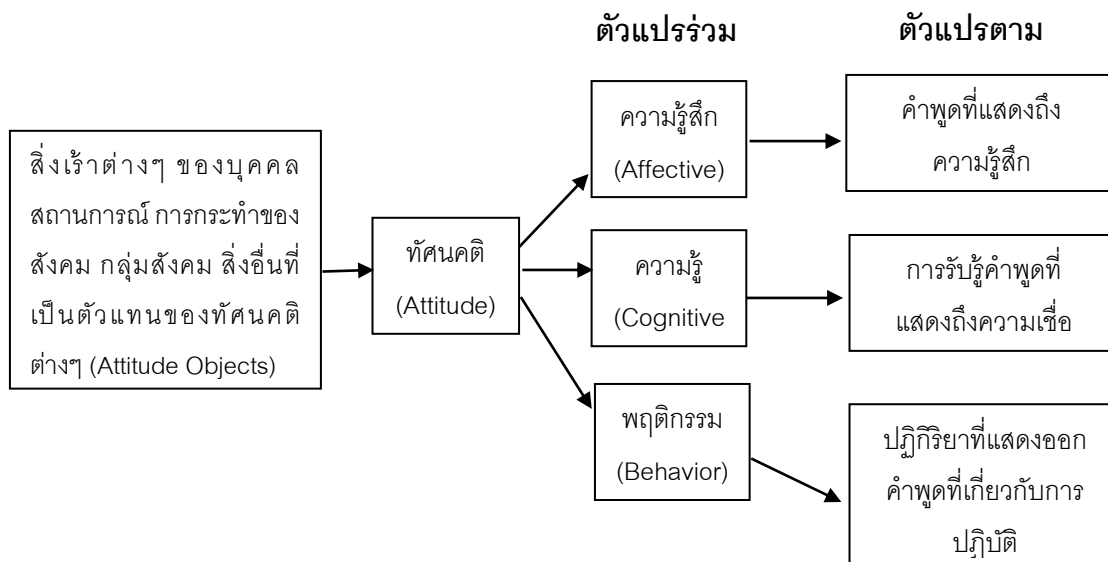 ตัวแปรร่วม
ตัวแปรตาม
สิ่งเร้าต่างๆ ของบุคคล
สถานการณ์ การกระทำของ
สังคม กลุ่มสังคม สิ่งอื่นที่
เป็นตัวแทนของทัศนคติ
ต่างๆ (Attitude Objects)
ทัศนคติ
(Attitude)
ความรู้สึก
(Affective)
ความรู้
(Cognitive
พฤติกรรม
(Behavior)
คำพูดที่แสดงถึง
ความรู้สึก
การรับรู้คำพูดที่
แสดงถึงความเชื่อ
ปฏิกิริยาที่แสดงออก
คำพูดที่เกี่ยวกับการ
ปฏิบัติ